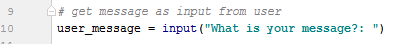 9 # get message as input from user
10 user_message = input("What is your message?: ")